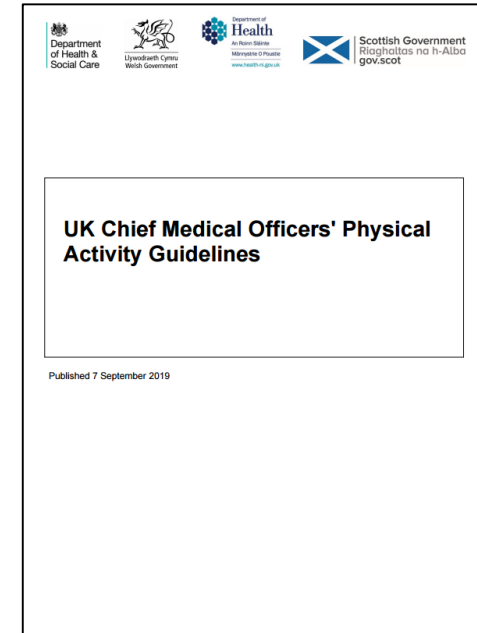 Department
of Health &
Social Care
Llywodraeth Cymru
Welsh Government
Department of
Health
An Roinn Sláinte
Männystrie O Poustie
www.health-ni.gov.uk
Scottish Government
Riaghaltas na h-Alba
gov.scot
UK Chief Medical Officers' Physical
Activity Guidelines
Published 7 September 2019